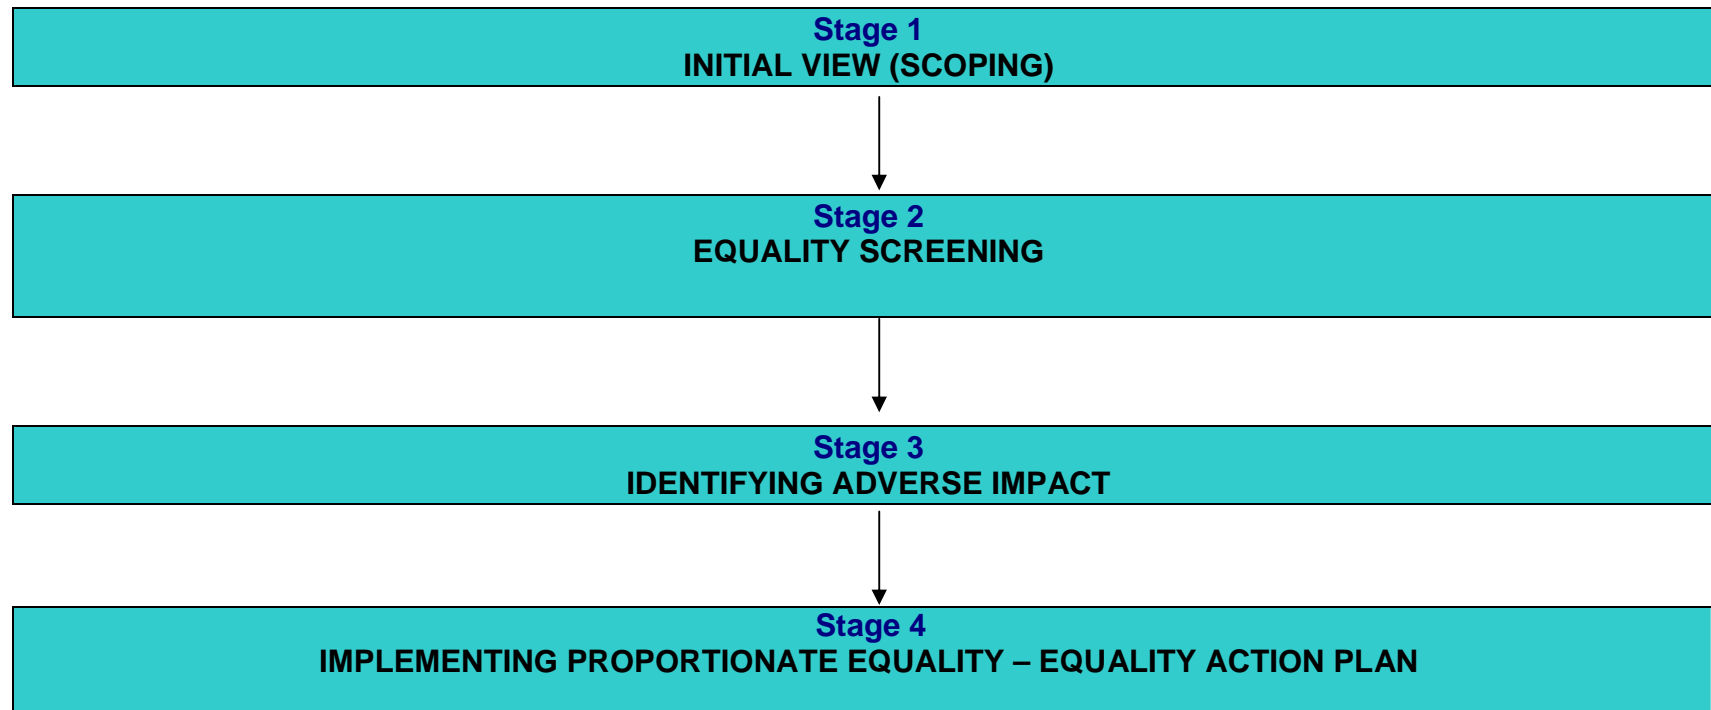 Stage 1
INITIAL VIEW (SCOPING)
Stage 2
EQUALITY SCREENING
Stage 3
IDENTIFYING ADVERSE IMPACT
Stage 4
IMPLEMENTING PROPORTIONATE EQUALITY – EQUALITY ACTION PLAN